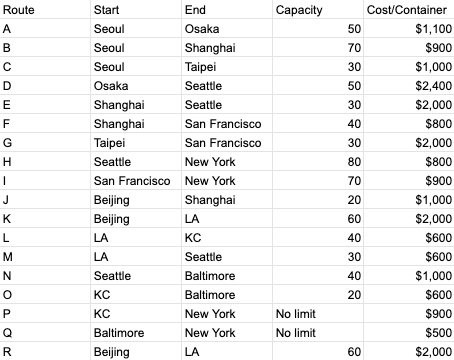 Route Start End Capacity Cost/Container
A Seoul Osaka 50 $1,100
B Seoul Shanghai 70 $900
C Seoul Taipei 30 $1,000
D Osaka Seattle 50 $2,400
E Shanghai Seattle 30 $2,000
F Shanghai San Francisco 40 $800
G Taipei San Francisco 30 $2,000
H Seattle New York 80 $800
I San Francisco New York 70 $900
J Beijing Shanghai 20 $1,000
K Beijing LA 60 $2,000
L LA KC 40 $600
M LA Seattle 30 $600
N Seattle Baltimore 40 $1,000
O KC Baltimore 20 $600
P KC New York No limit $900
Q Baltimore New York No limit $500
R Beijing LA 60 $2,000